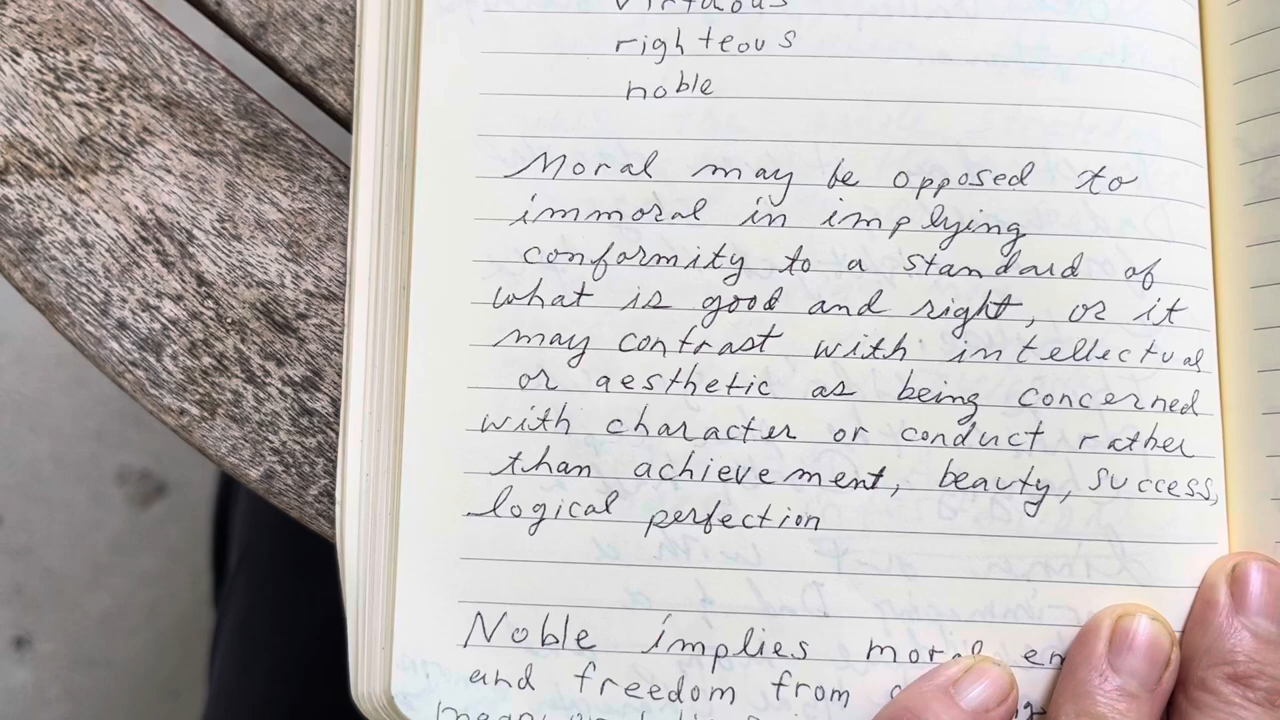 virtuous
righteous
noble
Moral may be opposed to
immoral in implying
conformity to a standard of
what is good and right, or it
may contrast with intellectual
or aesthetic as being concerned
with character or conduct rather
than achievement, beauty, success,
logical perfection
Noble implies moral
and freedom from